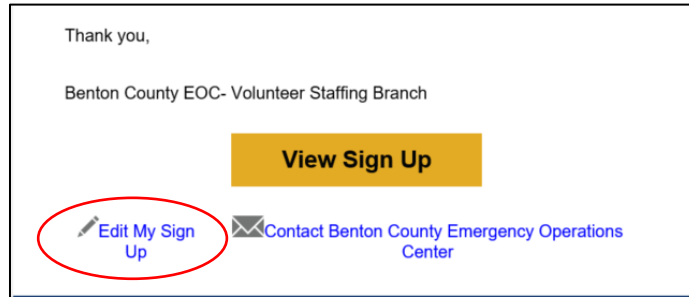 Thank you,
Benton County EOC- Volunteer Staffing Branch
View Sign Up
Edit My Sign
Up
Contact Benton County Emergency Operations
Center